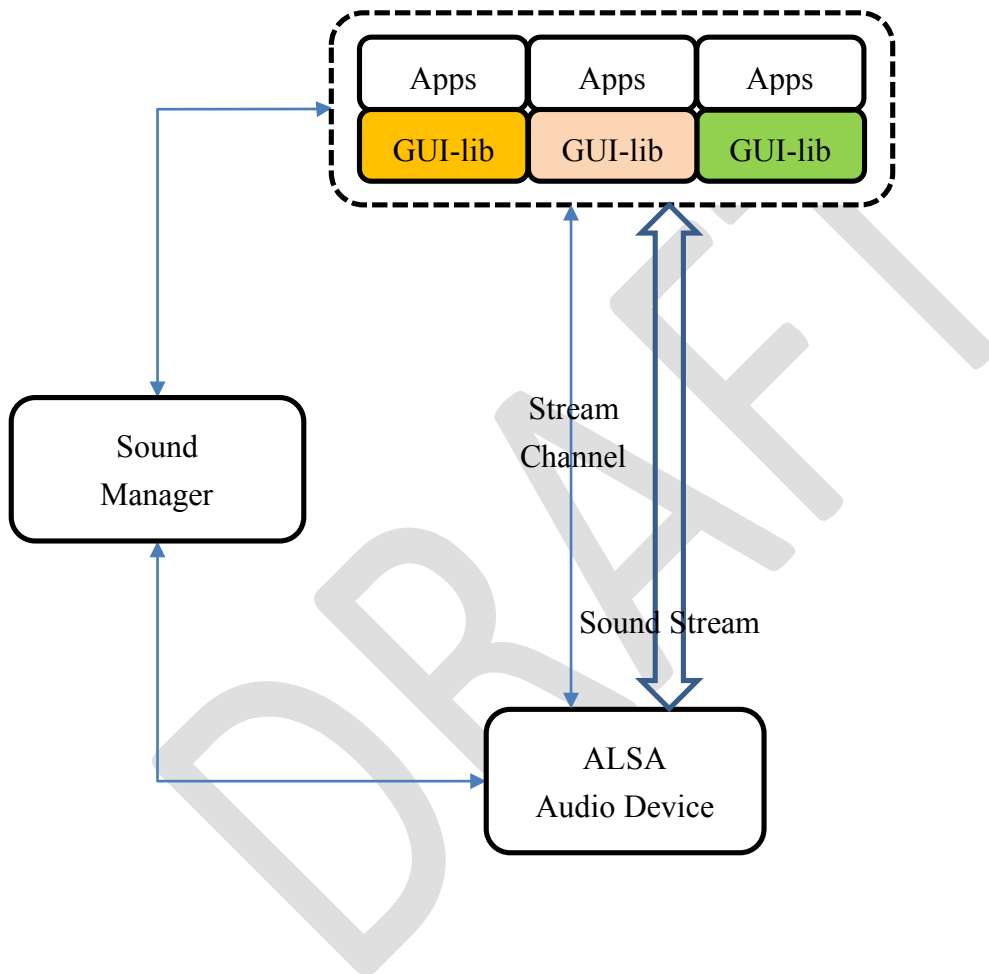 Apps Apps Apps
GUI-lib GUI-lib GUI-lib
Stream
Channel
Sound
Manager
Sound Stream
ALSA
Audio Device
DRAFT